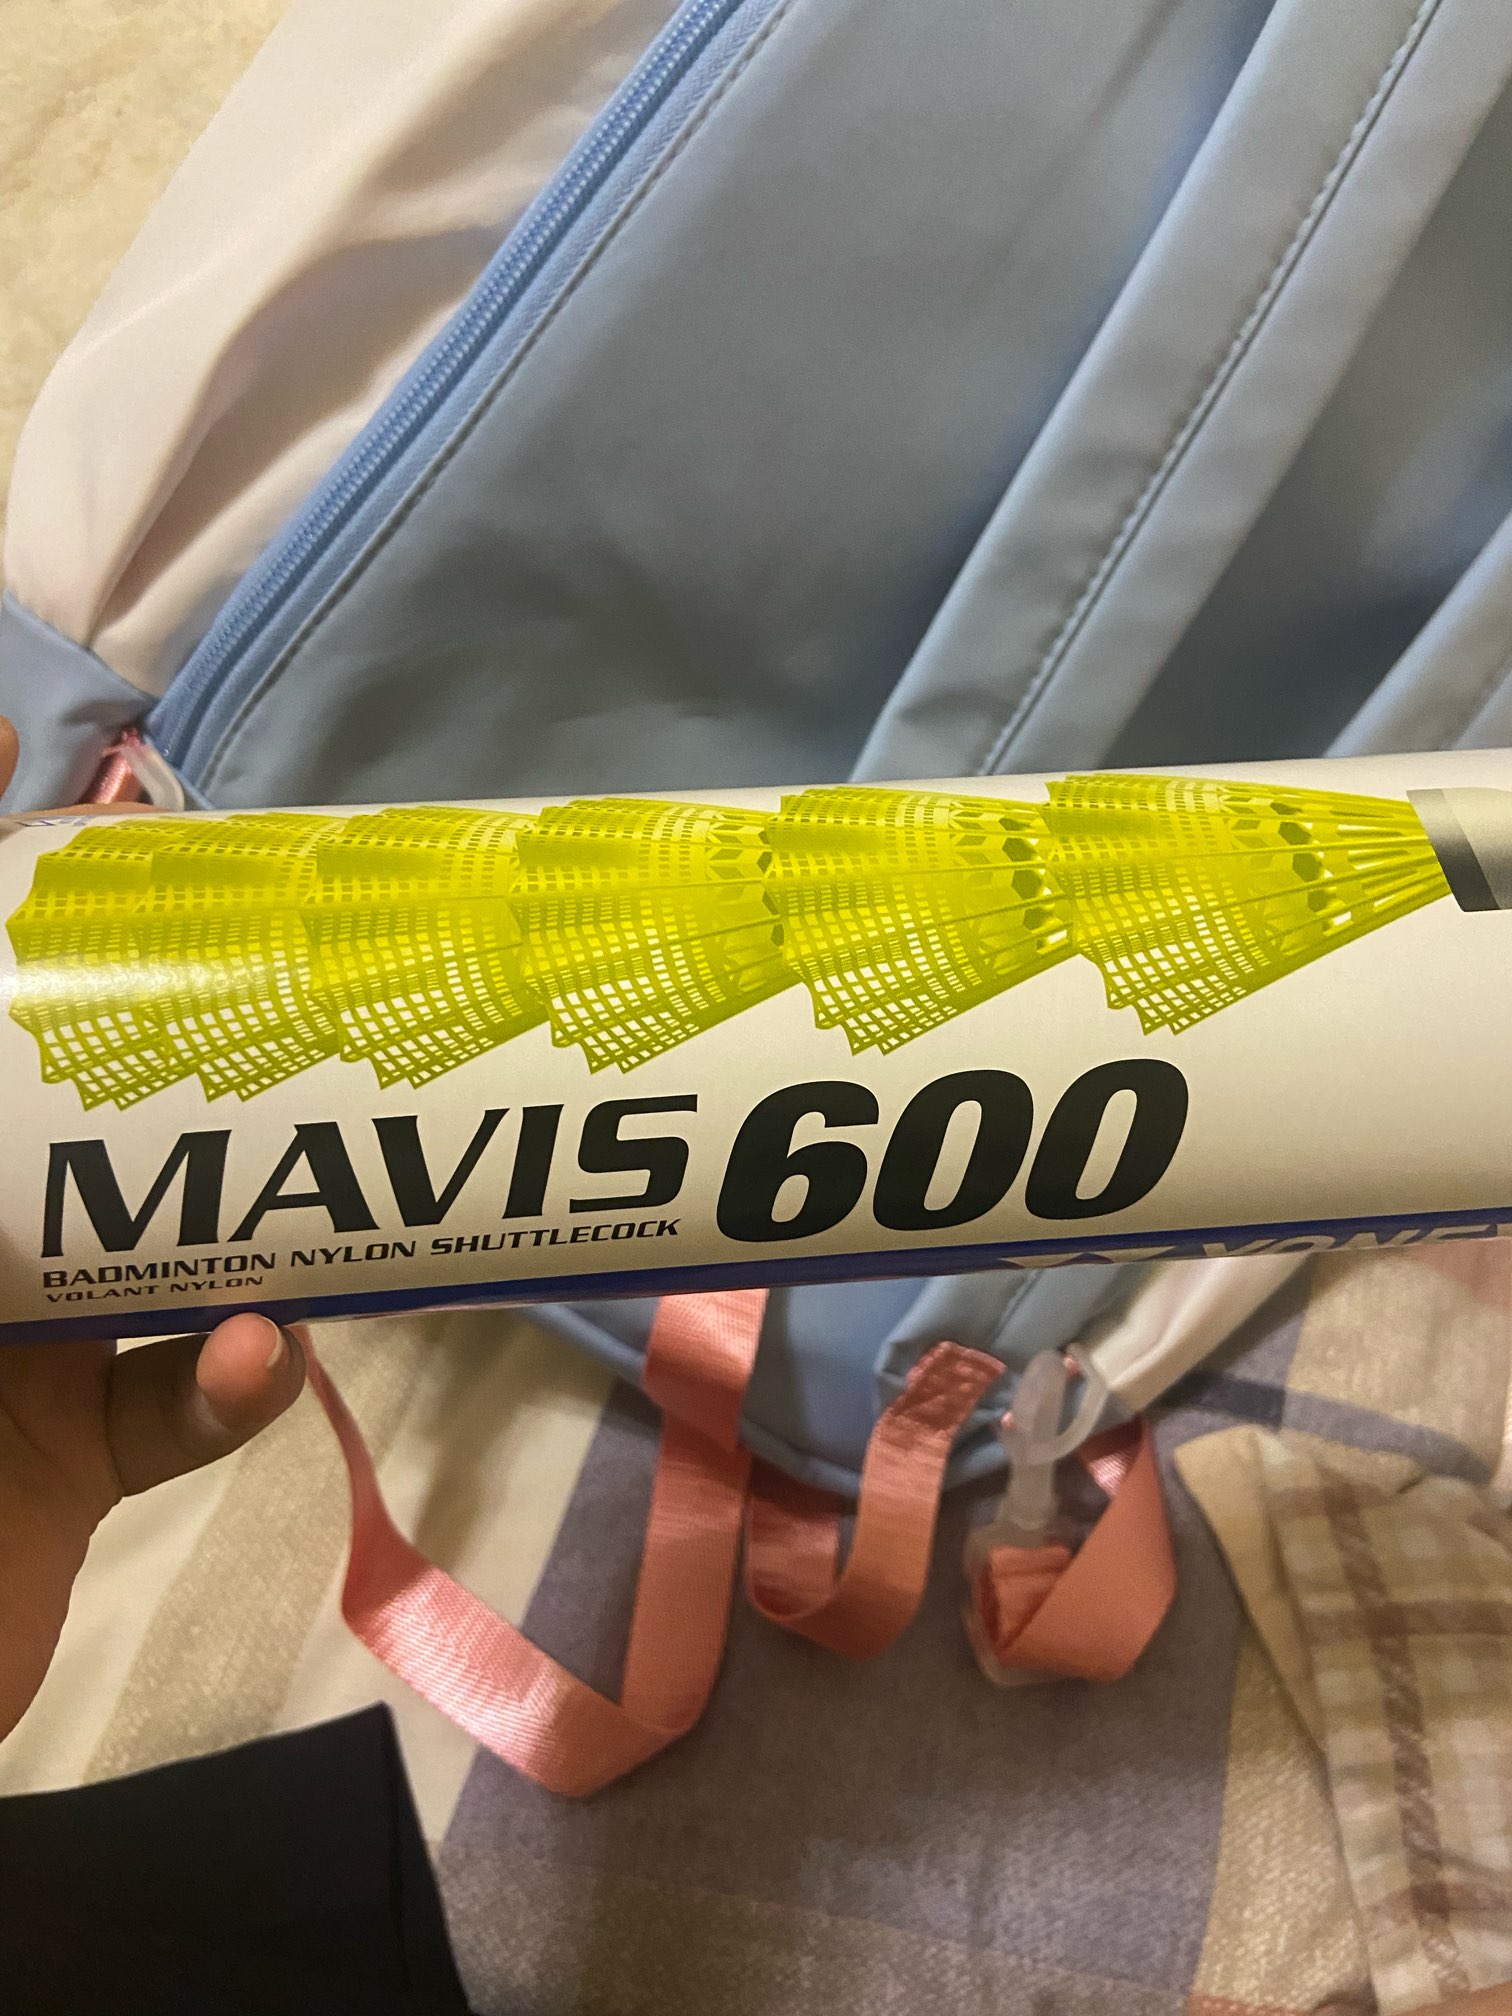 MAVIS 600
BADMINTON NYLON SHUTTLECOCK
VOLANT NYLON